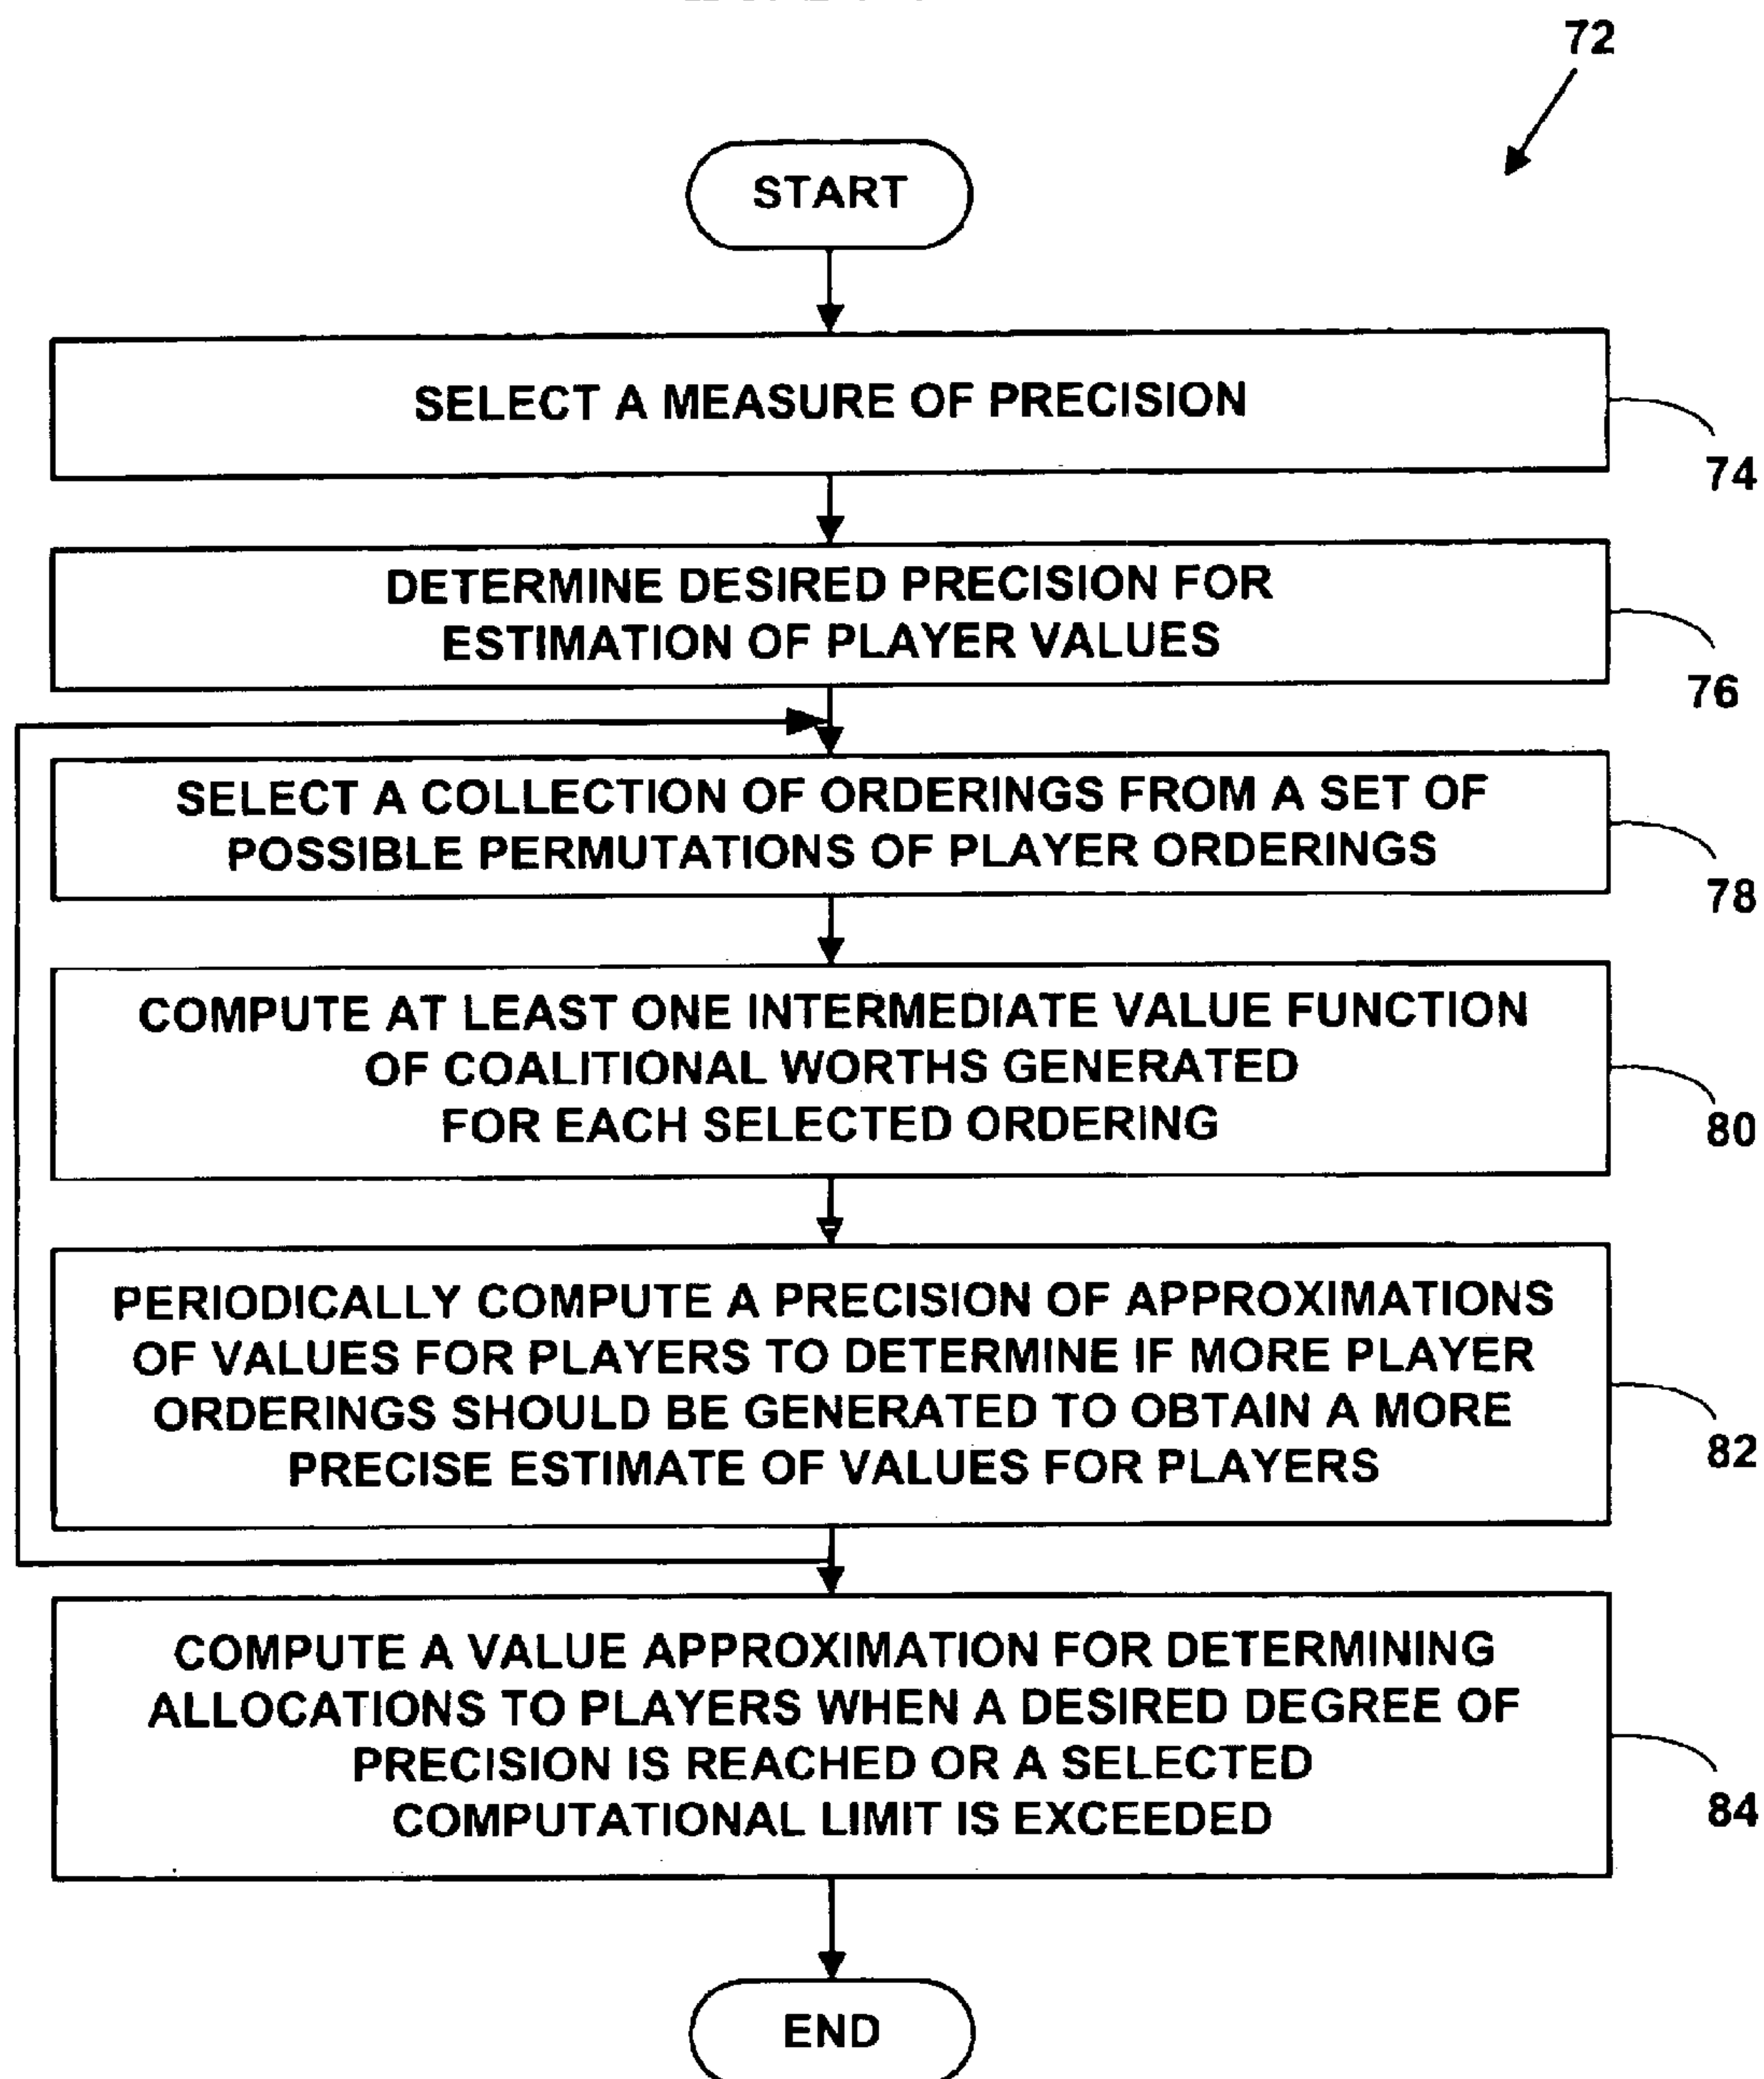 72
START
SELECT A MEASURE OF PRECISION
74
DETERMINE DESIRED PRECISION FOR
ESTIMATION OF PLAYER VALUES
76
SELECT A COLLECTION OF ORDERINGS FROM A SET OF
POSSIBLE PERMUTATIONS OF PLAYER ORDERINGS
78
COMPUTE AT LEAST ONE INTERMEDIATE VALUE FUNCTION
OF COALITIONAL WORTHS GENERATED
FOR EACH SELECTED ORDERING
80
PERIODICALLY COMPUTE A PRECISION OF APPROXIMATIONS
OF VALUES FOR PLAYERS TO DETERMINE IF MORE PLAYER
ORDERINGS SHOULD BE GENERATED TO OBTAIN A MORE
PRECISE ESTIMATE OF VALUES FOR PLAYERS
82
COMPUTE A VALUE APPROXIMATION FOR DETERMINING
ALLOCATIONS TO PLAYERS WHEN A DESIRED DEGREE OF
PRECISION IS REACHED OR A SELECTED
COMPUTATIONAL LIMIT IS EXCEEDED
84
END